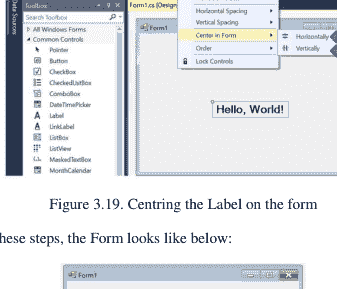 Toolbox
Form1.cs [Design]
Search Toolbox
All Windows Forms
Common Controls
Pointer
Button
CheckBox
CheckedListBox
ComboBox
DateTimePicker
Label
LinkLabel
ListBox
ListView
MaskedTextBox
MonthCalendar
Form1
Horizontal Spacing
Vertical Spacing
Center in Form
Order
Lock Controls
Horizontally
Vertically
Hello, World!
Figure 3.19. Centring the Label on the form
hese steps, the Form looks like below:
Form1